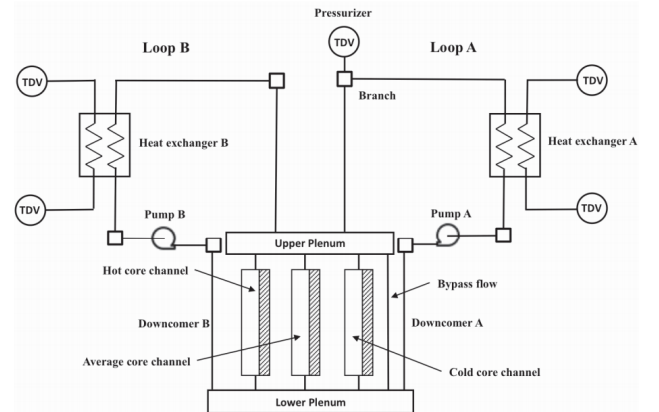 Pressurizer
Loop B
TDV
Loop A
TDV
TDV
Branch
Heat exchanger B
Heat exchanger A
TDV
TDV
Pump B
Pump A
Upper Plenum
Hot core channel
Bypass flow
Downcomer B
Downcomer A
Average core channel
Cold core channel
Lower Plenum